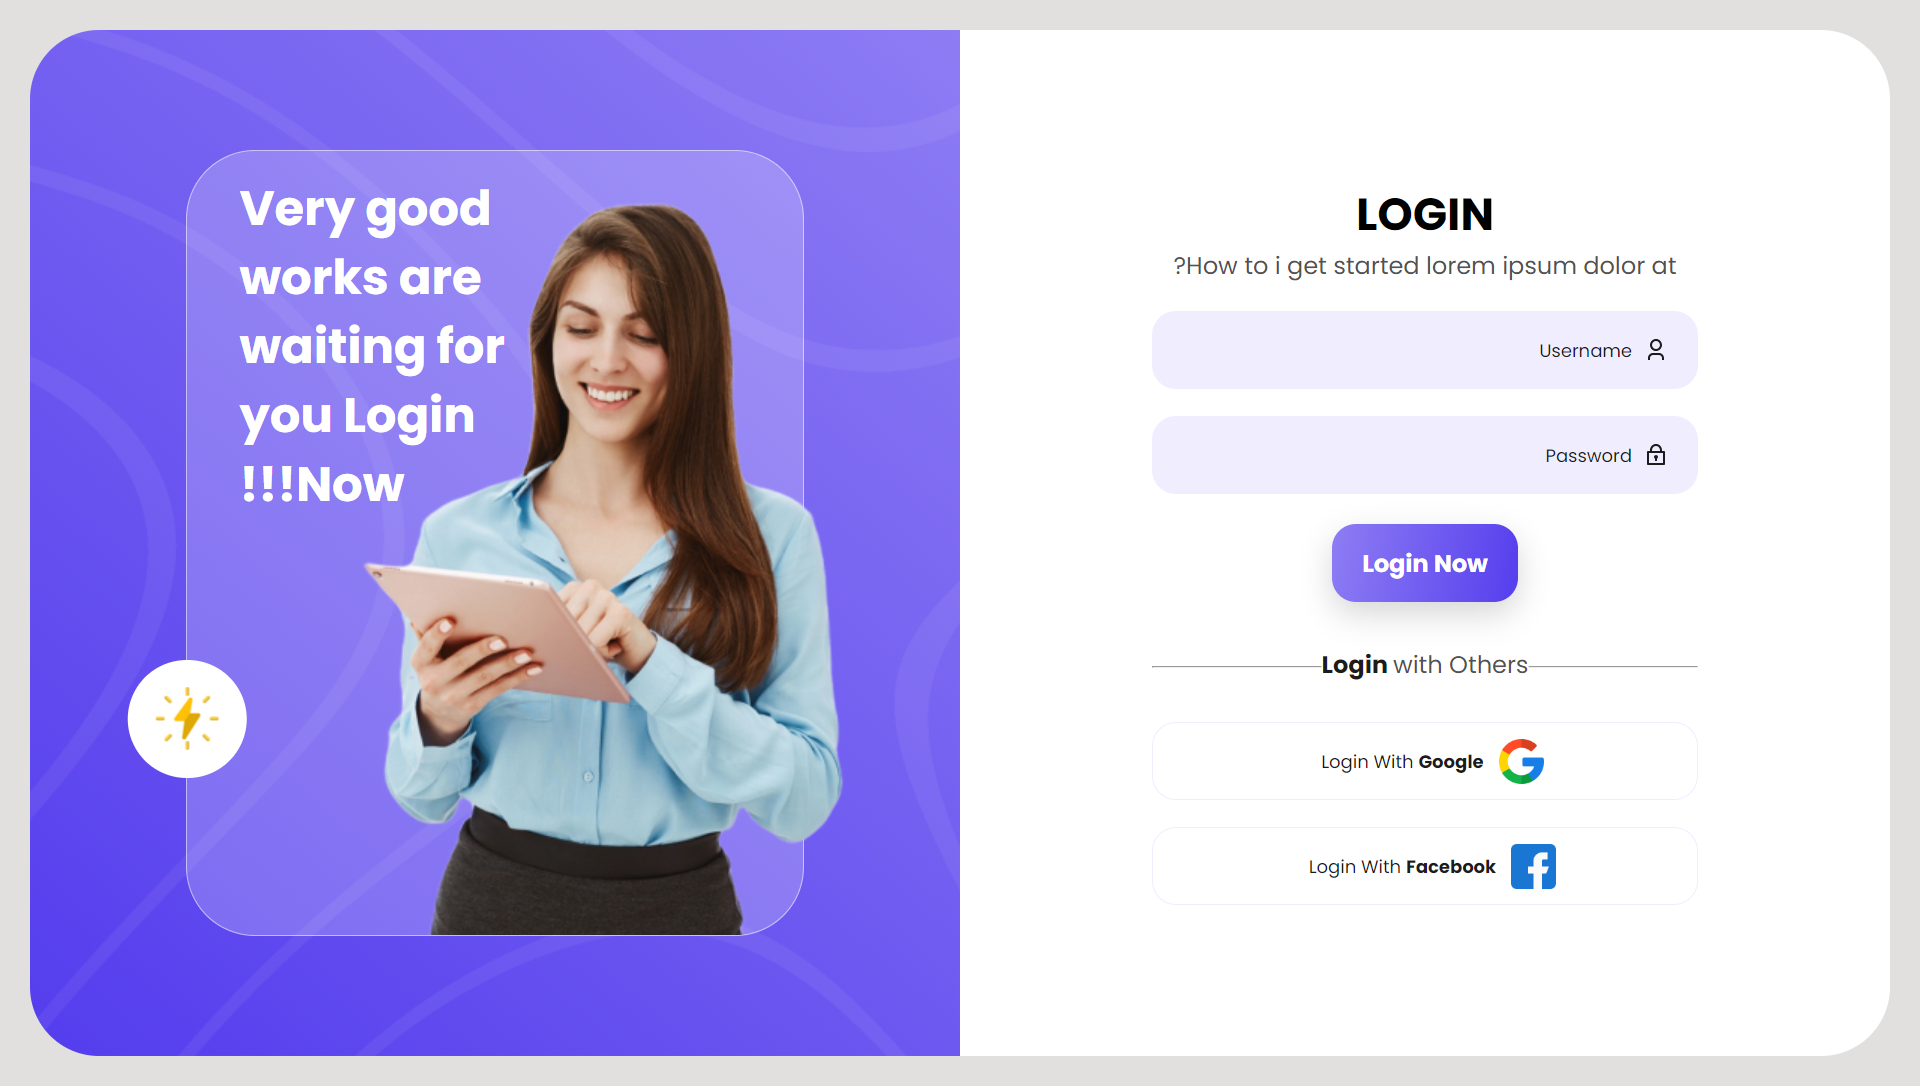 Very good
works are
waiting for
you Login
!!!Now
LOGIN
?How to i get started lorem ipsum dolor at
Username
Password
Login Now
Login with Others
Login With Google
Login With Facebook